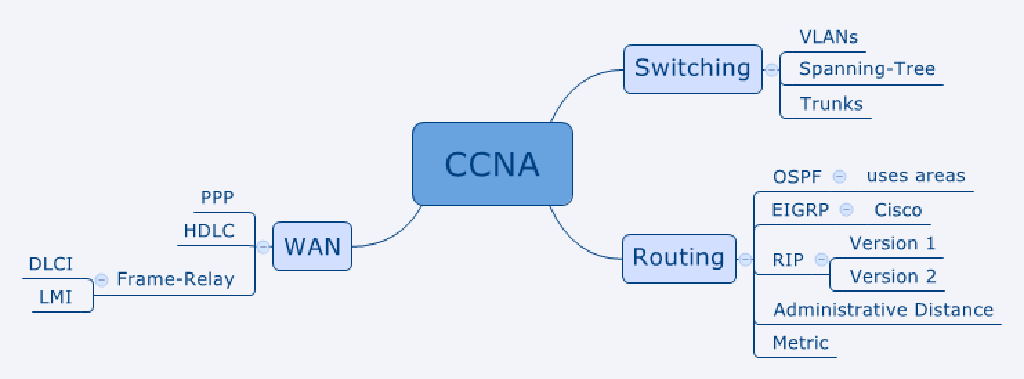 CCNA
Switching
VLANs
Spanning-Tree
Trunks
Routing
OSPF uses areas
EIGRP Cisco
RIP
Version 1
Version 2
Administrative Distance
Metric
WAN
PPP
HDLC
Frame-Relay
DLCI
LMI